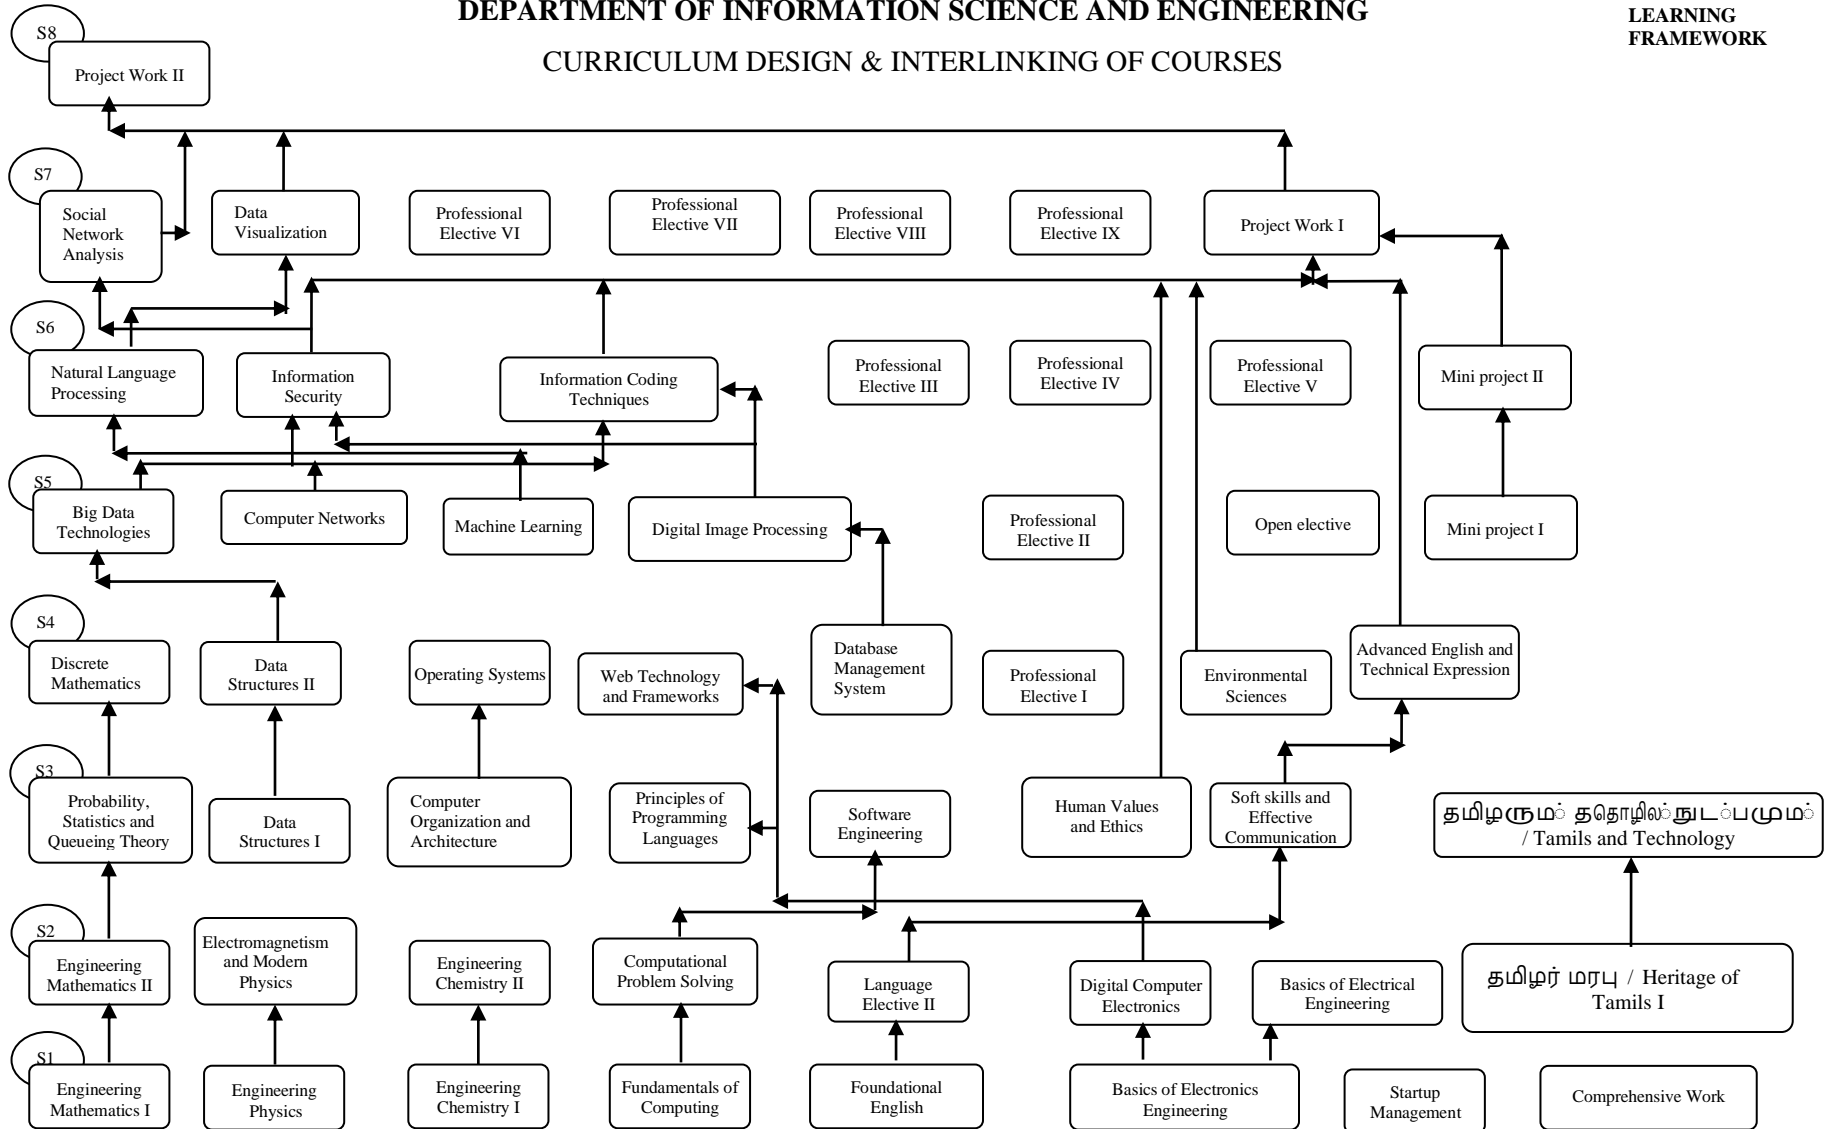 DEPARTMENT OF INFORMATION SCIENCE AND ENGINEERING
LEARNING
FRAMEWORK
CURRICULUM DESIGN & INTERLINKING OF COURSES
S8
Project Work II
S7
Social
Network
Analysis
Data
Visualization
Professional
Elective VI
Professional
Elective VII
Professional
Elective VIII
Professional
Elective IX
Project Work I
S6
Natural Language
Processing
Information
Security
Information Coding
Techniques
Professional
Elective III
Professional
Elective IV
Professional
Elective V
Mini project II
S5
Big Data
Technologies
Computer Networks
Machine Learning
Digital Image Processing
Professional
Elective II
Open elective
Mini project I
S4
Discrete
Mathematics
Data
Structures II
Operating Systems
Web Technology
and Frameworks
Database
Management
System
Professional
Elective I
Environmental
Sciences
Advanced English and
Technical Expression
S3
Probability,
Statistics and
Queueing Theory
Data
Structures I
Computer
Organization and
Architecture
Principles of
Programming
Languages
Software
Engineering
Human Values
and Ethics
Soft skills and
Effective
Communication
/ Tamils and Technology
S2
Engineering
Mathematics II
Electromagnetism
and Modern
Physics
Engineering
Chemistry II
Computational
Problem Solving
Language
Elective II
Digital Computer
Electronics
Basics of Electrical
Engineering
தமிழர் மரபு / Heritage of
Tamils I
S1
Engineering
Mathematics I
Engineering
Physics
Engineering
Chemistry I
Fundamentals of
Computing
Foundational
English
Basics of Electronics
Engineering
Startup
Management
Comprehensive Work